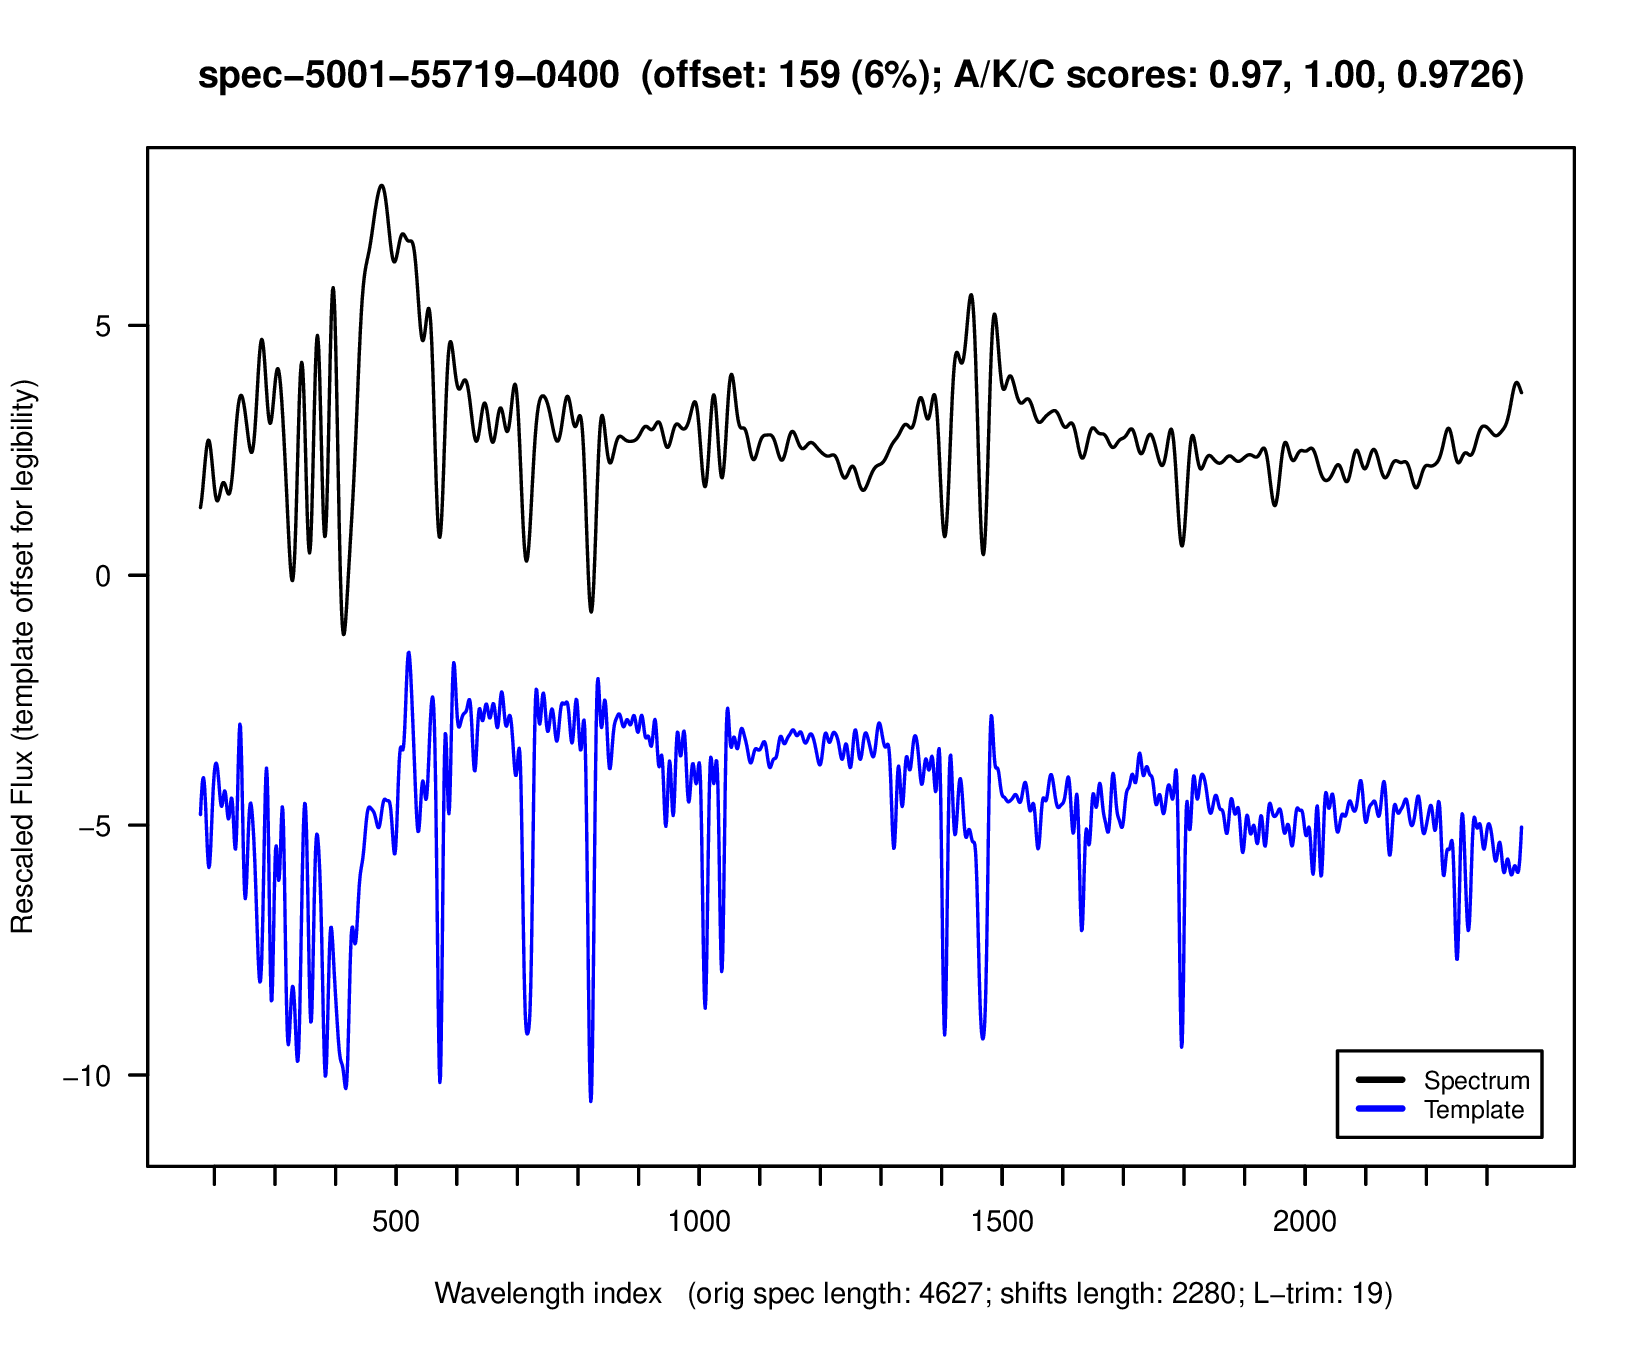 spec−5001−55719−0400 (offset: 159 (6%); A/K/C scores: 0.97, 1.00, 0.9726)
Rescaled Flux (template offset for legibility)
5
0
−5
−10
Spectrum
Template
500 1000 1500 2000
Wavelength index (orig spec length: 4627; shifts length: 2280; L−trim: 19)